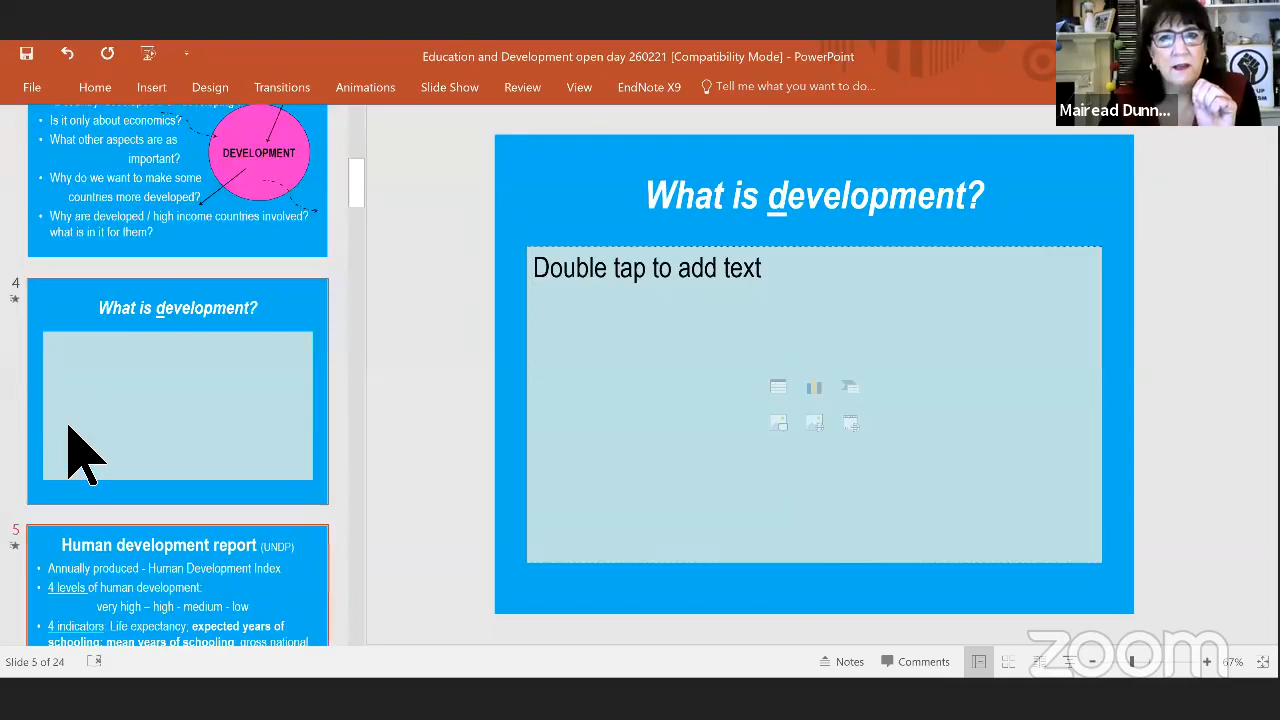 Education and Development open day 260221 [Compatibility Mode] - PowerPoint
File Home Insert Design Transitions Animations Slide Show Review View EndNote X9 Tell me what you want to do...
Mairead Dunn...
UP
• Is it only about economics?
• What other aspects are as
important?
• Why do we want to make some
countries more developed?
• Why are developed / high income countries involved?
what is in it for them?
DEVELOPMENT
4
What is development?
5
Human development report (UNDP)
• Annually produced - Human Development Index
• 4 levels of human development:
very high – high - medium - low
• 4 indicators: Life expectancy; expected years of
schooling; mean years of schooling, gross national
What is development?
Double tap to add text
Slide 5 of 24
Notes Comments 67%
zoom